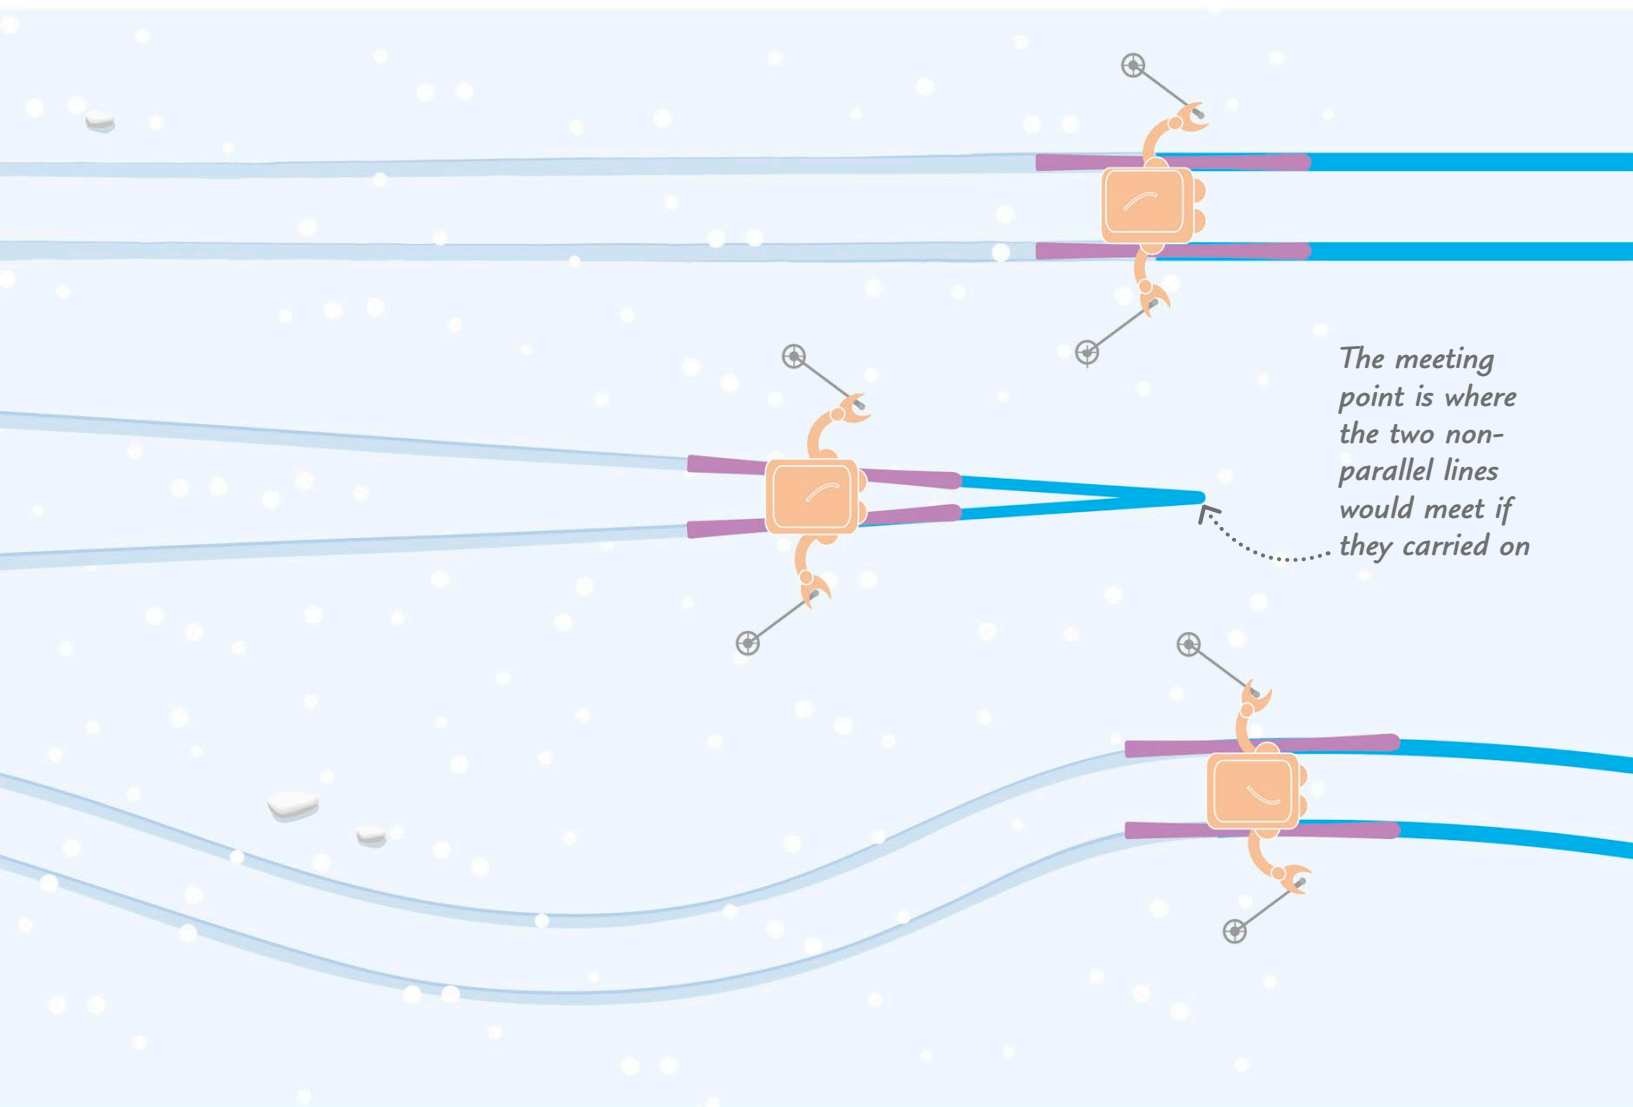 The meeting
point is where
the two non-
parallel lines
would meet if
they carried on